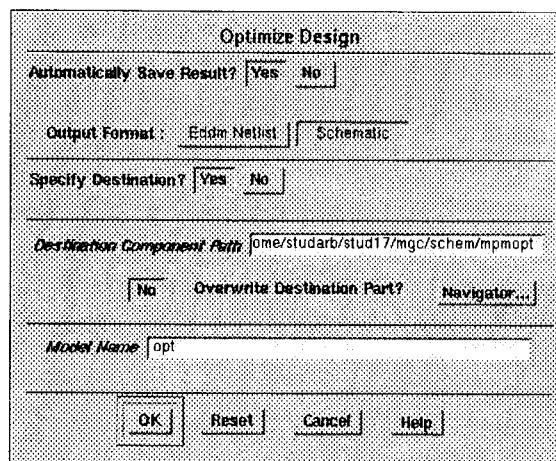 Optimize Design
Automatically Save Result? Yes No
Output Format : Eddm Netlist Schematic
Specify Destination? Yes No
Destination Component Path ome/studarb/stud17/mgc/schem/mpmopt
No Overwrite Destination Part? Navigator...
Model Name opt
OK Reset Cancel Help